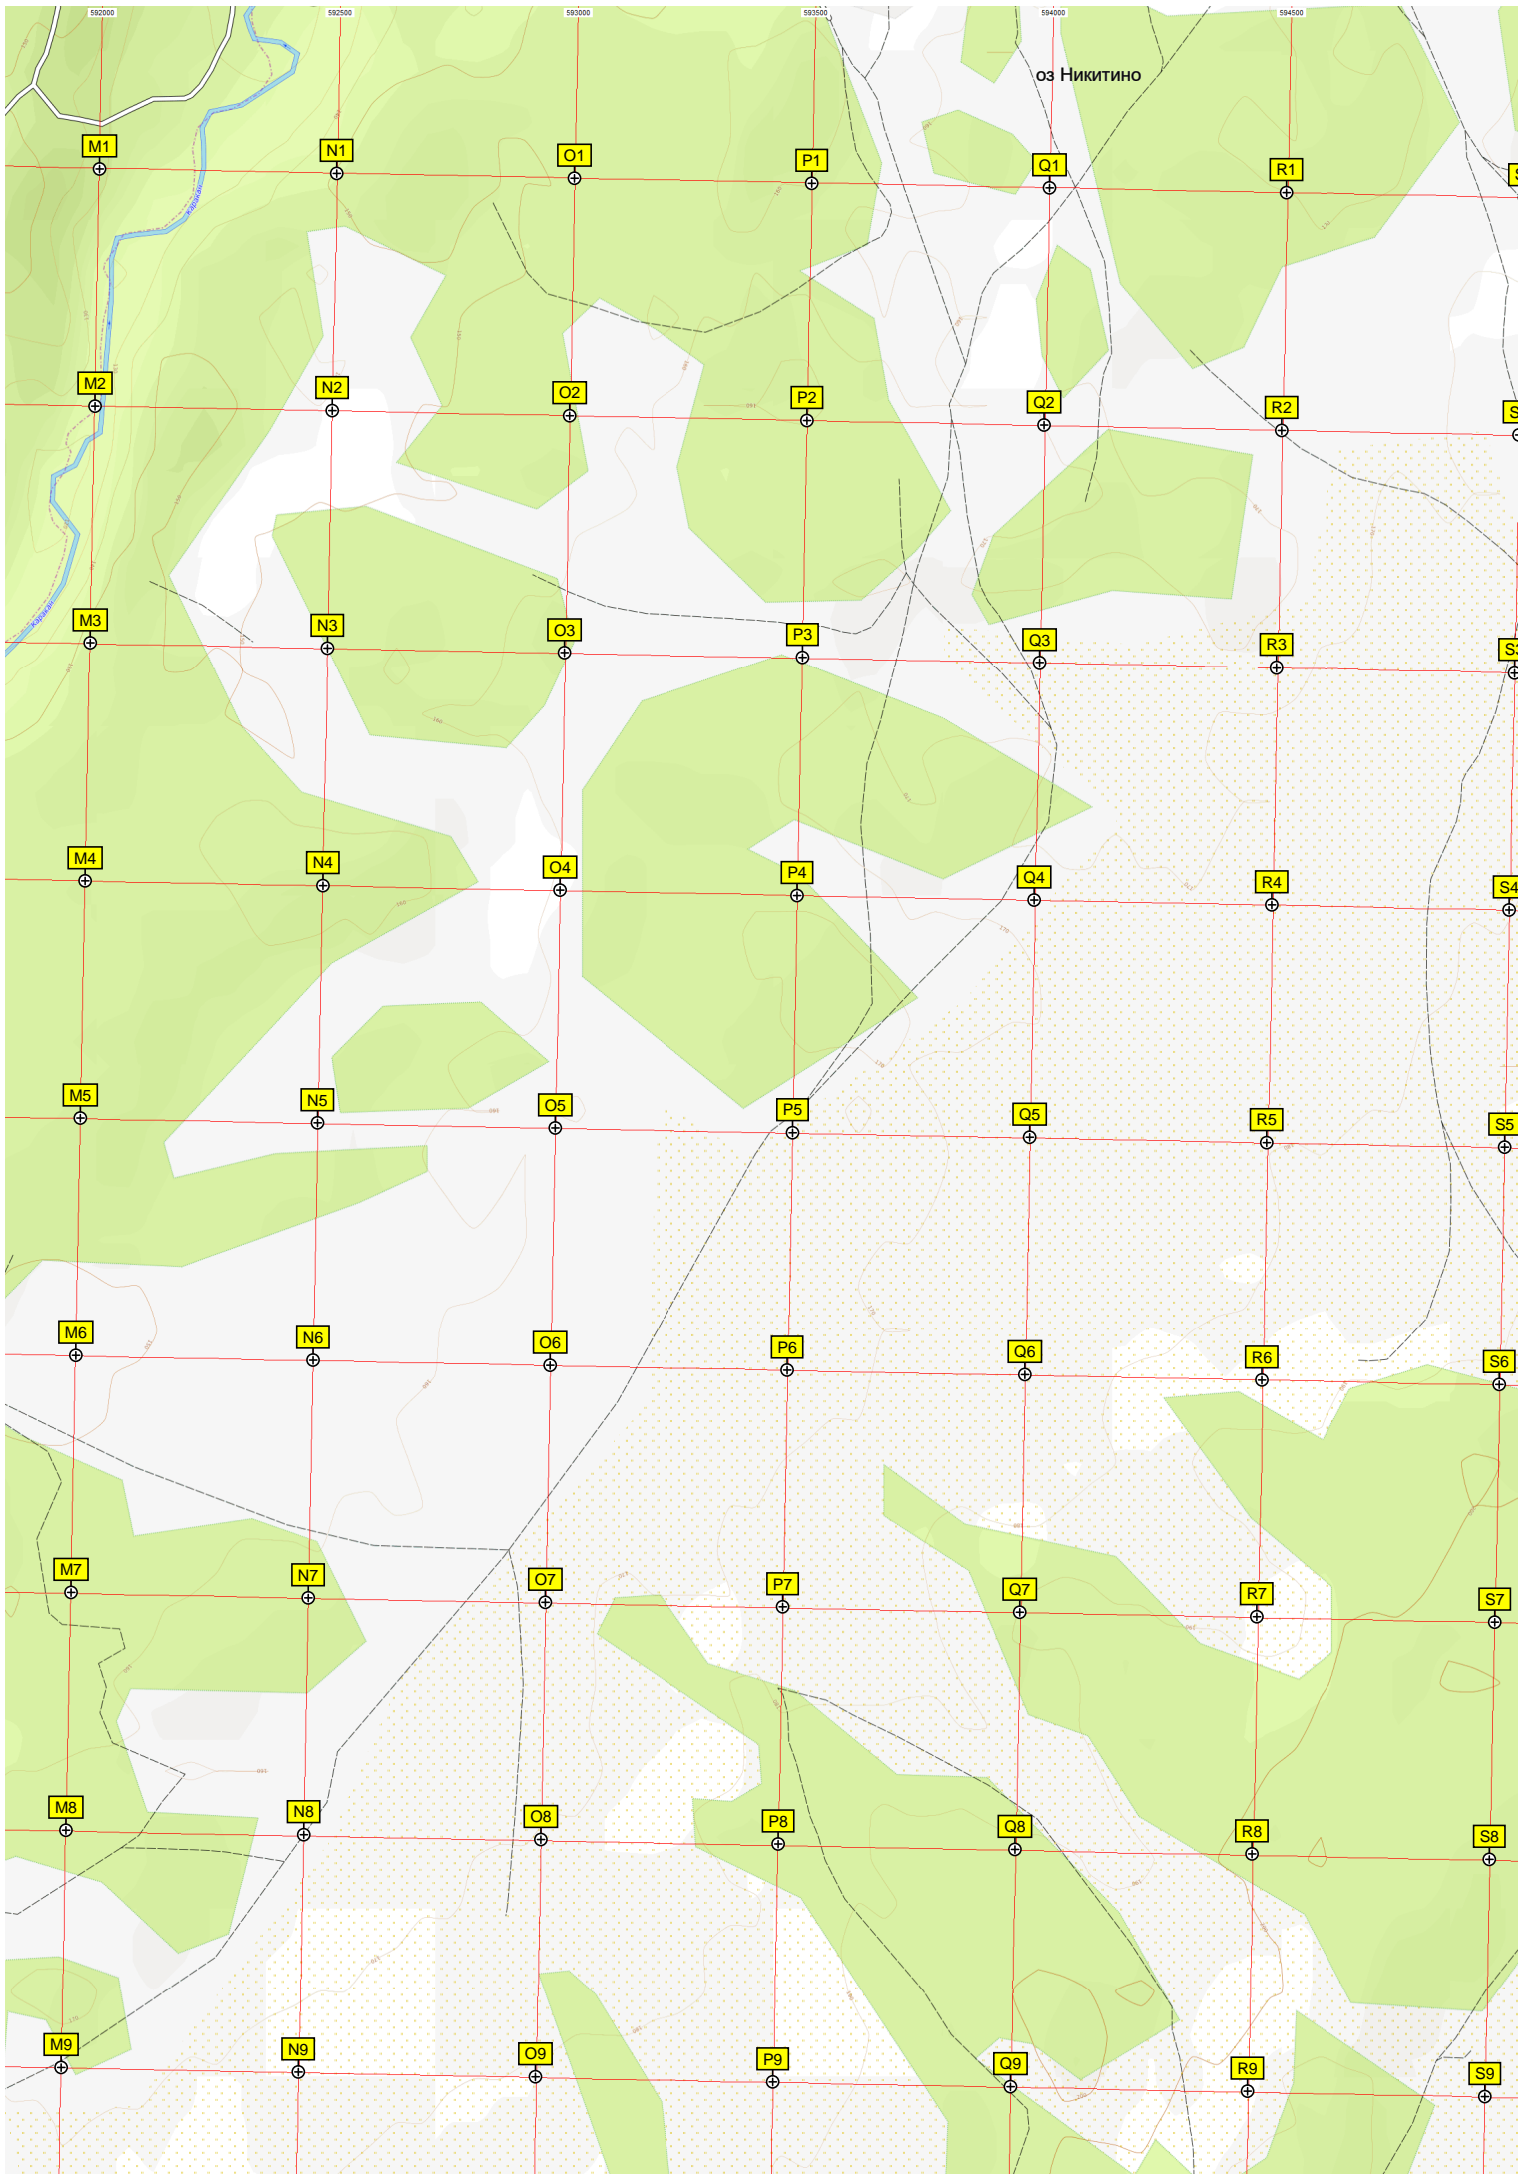 592000 592500 593000 593500 594000 594500
оз Никитино
M1 N1 O1 P1 Q1 R1 S
Каракан
M2 N2 O2 P2 Q2 R2 S
Каракан
M3 N3 O3 P3 Q3 R3 S3
M4 N4 O4 P4 Q4 R4 S4
M5 N5 O5 P5 Q5 R5 S5
M6 N6 O6 P6 Q6 R6 S6
M7 N7 O7 P7 Q7 R7 S7
M8 N8 O8 P8 Q8 R8 S8
M9 N9 O9 P9 Q9 R9 S9